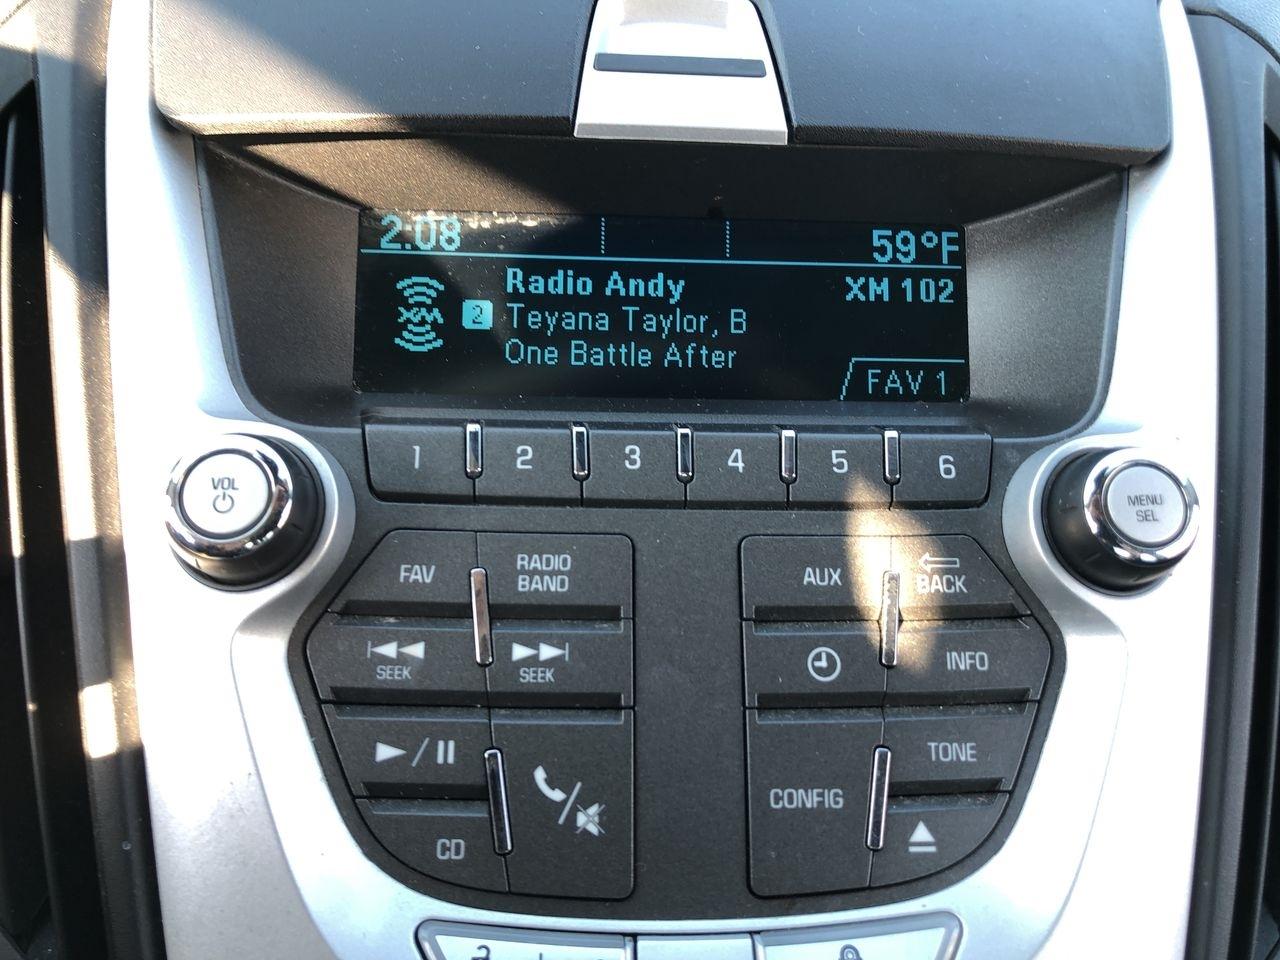 2:08
59°F
Radio Andy
XM 102
XM
2 Teyana Taylor, B
One Battle After
FAV 1
1 2 3 4 5 6
VOL
MENU
SEL
FAV
RADIO
BAND
AUX
BACK
SEEK
SEEK
INFO
TONE
CONFIG
CD